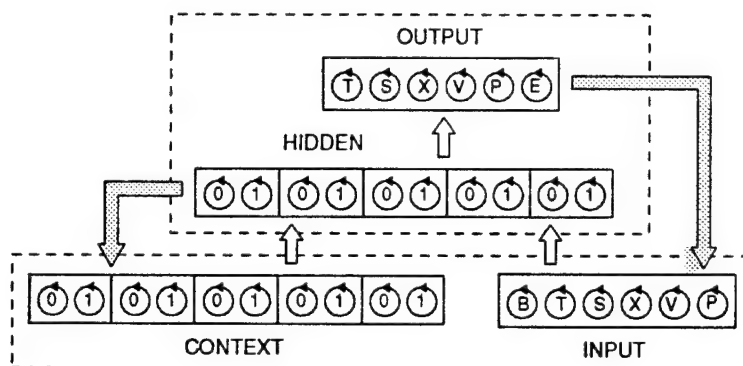 OUTPUT
T S X V P E
HIDDEN
0 1 0 1 0 1 0 1 0 1
0 1 0 1 0 1 0 1 0 1
B T S X V P
CONTEXT
INPUT